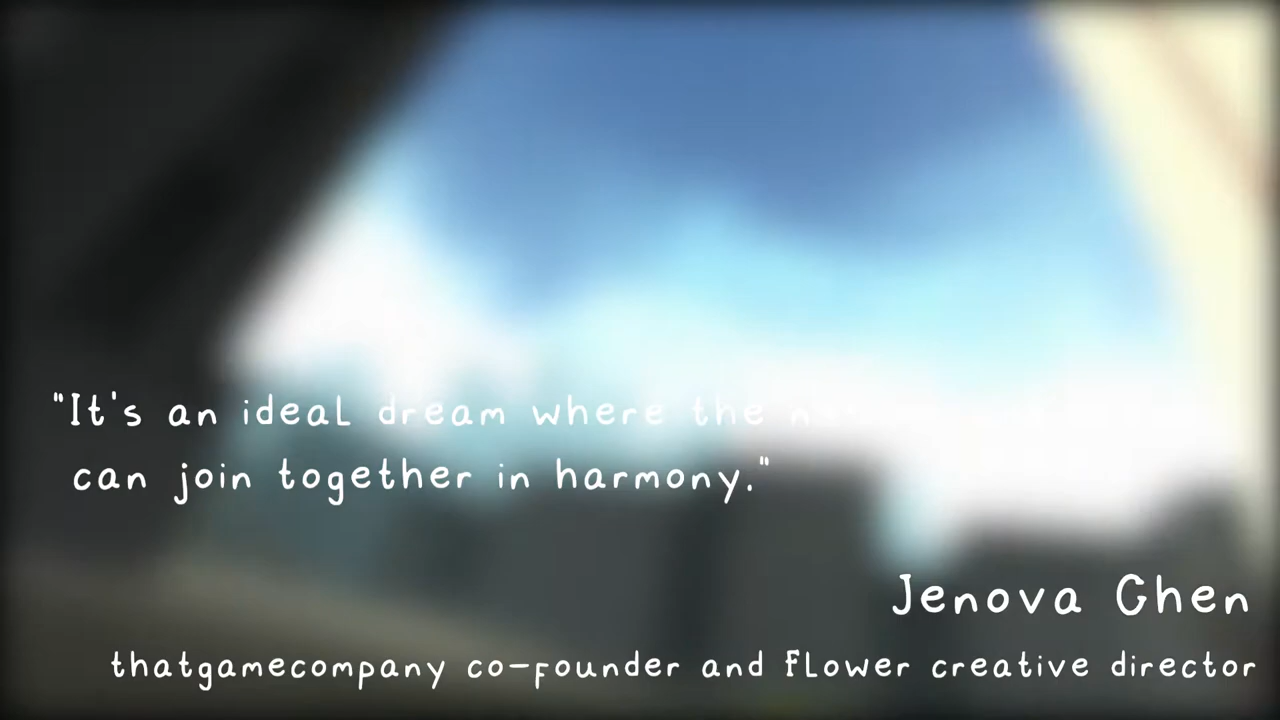 "It's an ideal dream where the
can join together in harmony."
Jenova Chen
thatgamecompany co-founder and Flower creative director